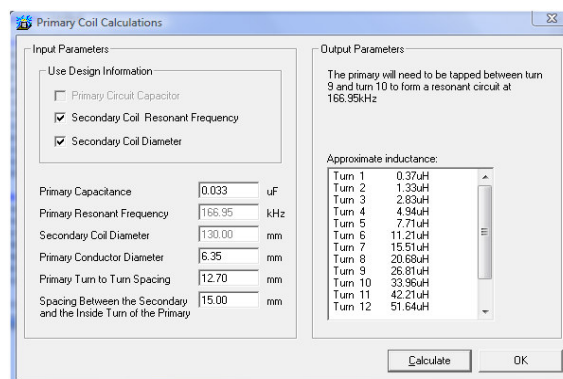 Primary Coil Calculations
Input Parameters
Use Design Information
Primary Circuit Capacitor
Secondary Coil Resonant Frequency
Secondary Coil Diameter
Primary Capacitance 0.033 uF
Primary Resonant Frequency 166.95 kHz
Secondary Coil Diameter 130.00 mm
Primary Conductor Diameter 6.35 mm
Primary Turn to Turn Spacing 12.70 mm
Spacing Between the Secondary 15.00 mm
and the Inside Turn of the Primary
Output Parameters
The primary will need to be tapped between turn
9 and turn 10 to form a resonant circuit at
166.95kHz
Approximate inductance:
Turn 1 0.37uH
Turn 2 1.33uH
Turn 3 2.83uH
Turn 4 4.94uH
Turn 5 7.71uH
Turn 6 11.21uH
Turn 7 15.51uH
Turn 8 20.68uH
Turn 9 26.81uH
Turn 10 33.96uH
Turn 11 42.21uH
Turn 12 51.64uH
Calculate OK